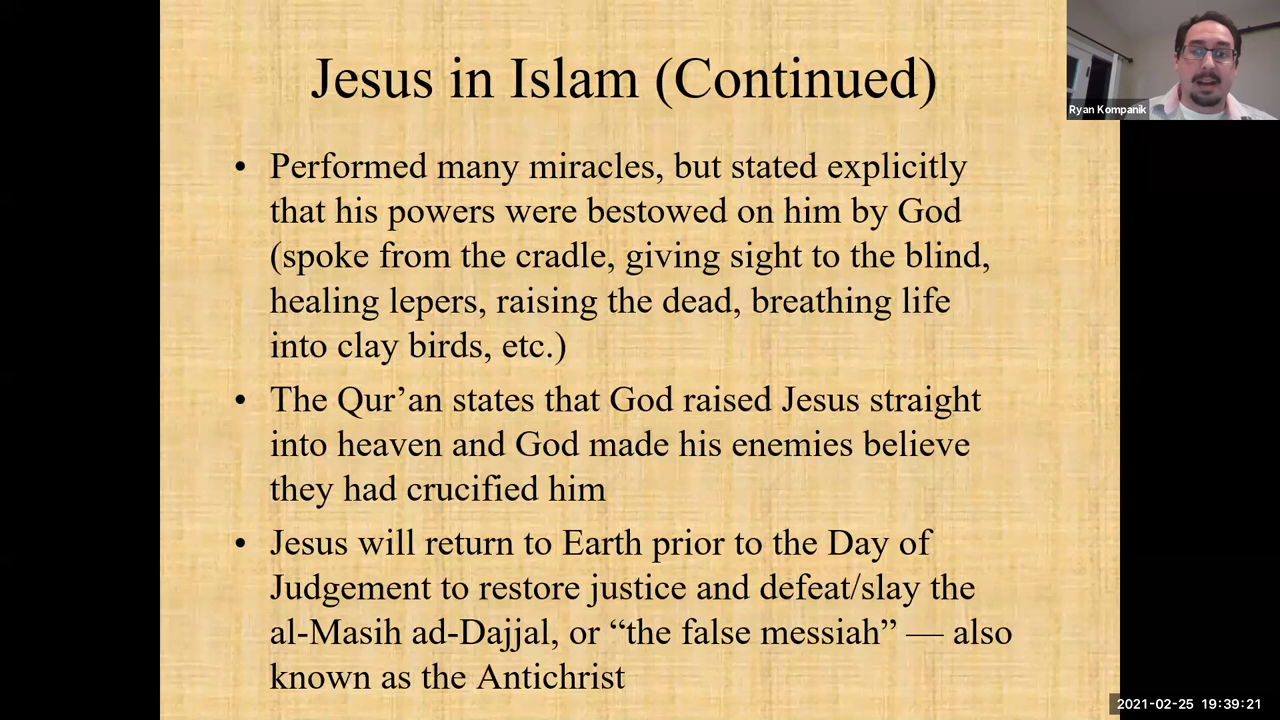 Jesus in Islam (Continued)
Ryan Kompanik
• Performed many miracles, but stated explicitly
that his powers were bestowed on him by God
(spoke from the cradle, giving sight to the blind,
healing lepers, raising the dead, breathing life
into clay birds, etc.)
• The Qur’an states that God raised Jesus straight
into heaven and God made his enemies believe
they had crucified him
• Jesus will return to Earth prior to the Day of
Judgement to restore justice and defeat/slay the
al-Masih ad-Dajjal, or “the false messiah” — also
known as the Antichrist
2021-02-25 19:39:21